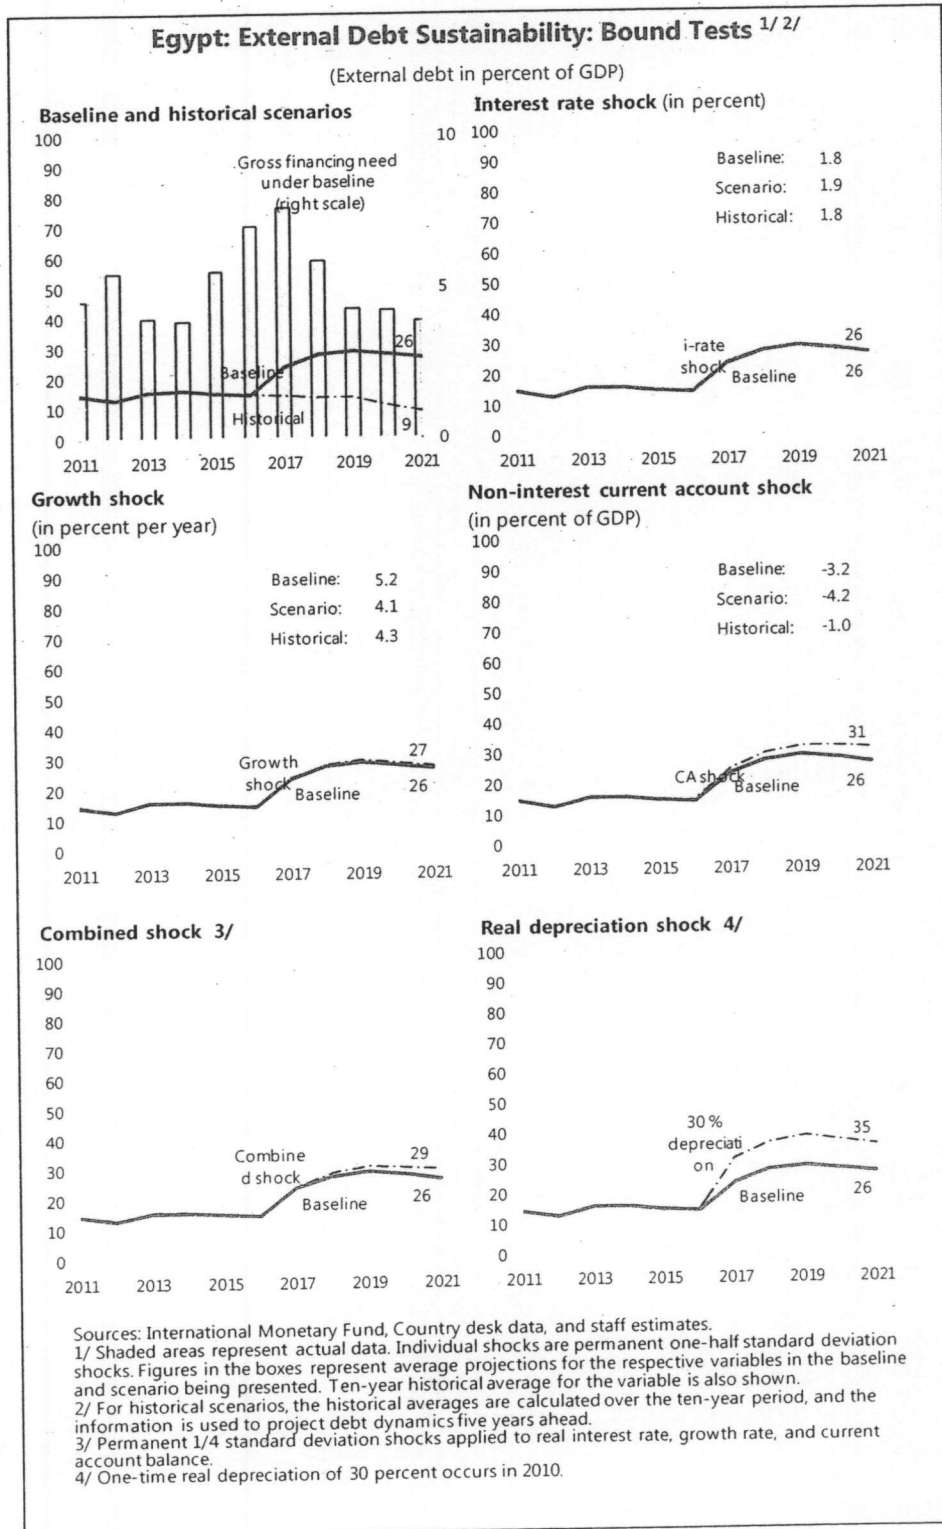 Egypt: External Debt Sustainability: Bound Tests 1/ 2/
(External debt in percent of GDP)
Baseline and historical scenarios
100
90
80
70
60
50
40
30
20
10
0
10
5
0
Gross financing need
under baseline
(right scale)
26
Baseline
Historical
9
2011 2013 2015 2017 2019 2021
Interest rate shock (in percent)
100
90
80
70
60
50
40
30
20
10
0
Baseline: 1.8
Scenario: 1.9
Historical: 1.8
i-rate
shock
26
Baseline
26
2011 2013 2015 2017 2019 2021
Growth shock
(in percent per year)
100
90
80
70
60
50
40
30
20
10
0
Baseline: 5.2
Scenario: 4.1
Historical: 4.3
Growth
shock
27
Baseline
26
2011 2013 2015 2017 2019 2021
Non-interest current account shock
(in percent of GDP)
100
90
80
70
60
50
40
30
20
10
0
Baseline: -3.2
Scenario: -4.2
Historical: -1.0
31
CA shock
Baseline
26
2011 2013 2015 2017 2019 2021
Combined shock 3/
100
90
80
70
60
50
40
30
20
10
0
Combine
d shock
29
Baseline
26
2011 2013 2015 2017 2019 2021
Real depreciation shock 4/
100
90
80
70
60
50
40
30
20
10
0
30 %
depreciati
on
35
Baseline
26
2011 2013 2015 2017 2019 2021
Sources: International Monetary Fund, Country desk data, and staff estimates.
1/ Shaded areas represent actual data. Individual shocks are permanent one-half standard deviation
shocks. Figures in the boxes represent average projections for the respective variables in the baseline
and scenario being presented. Ten-year historical average for the variable is also shown.
2/ For historical scenarios, the historical averages are calculated over the ten-year period, and the
information is used to project debt dynamics five years ahead.
3/ Permanent 1/4 standard deviation shocks applied to real interest rate, growth rate, and current
account balance.
4/ One-time real depreciation of 30 percent occurs in 2010.